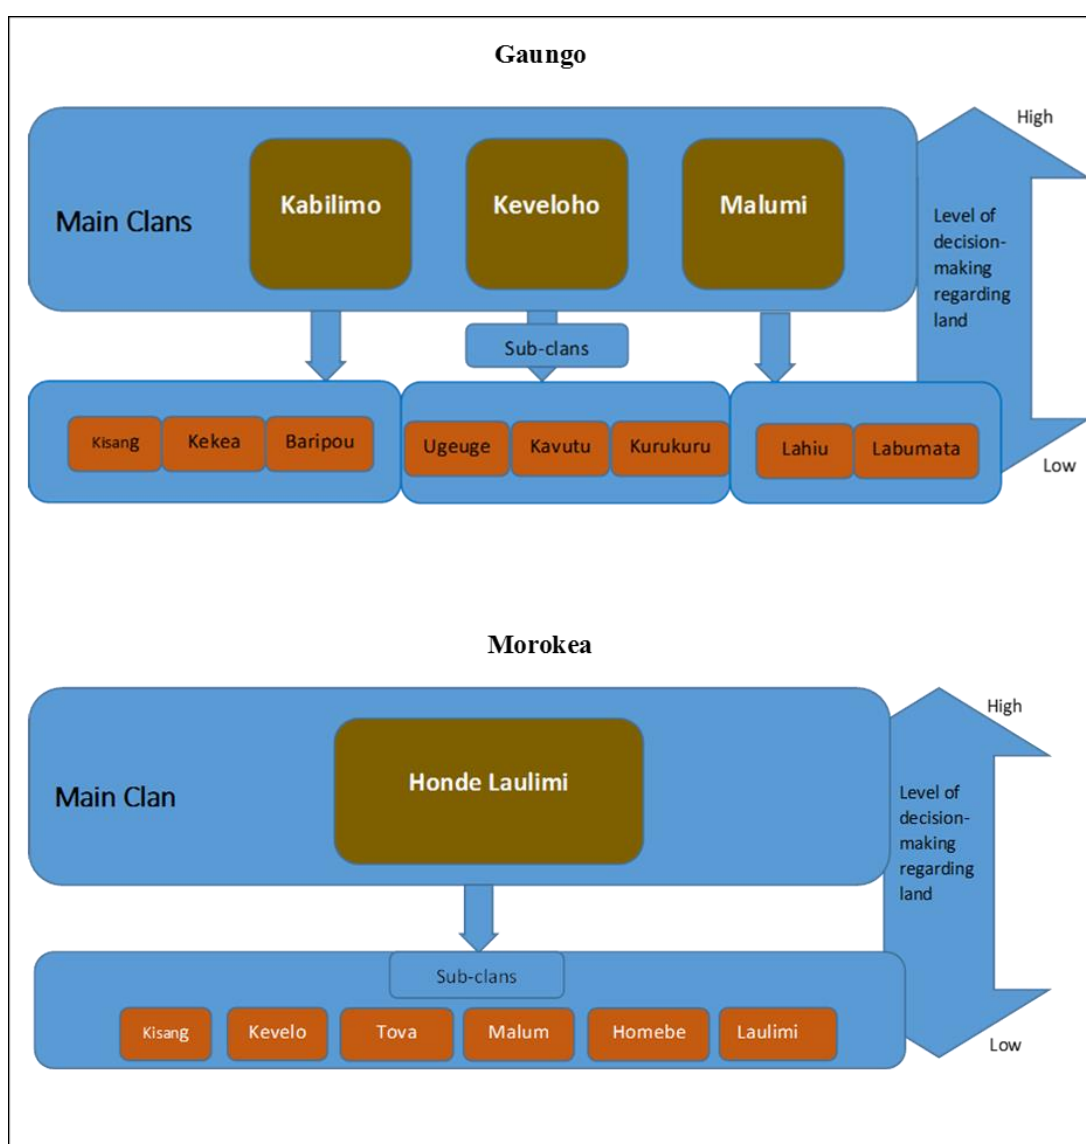 Gaungo
High
Main Clans
Kabilimo
Keveloho
Malumi
Level of
decision-
making
regarding
land
Sub-clans
Kisang
Kekea
Baripou
Ugeuge
Kavutu
Kurukuru
Lahiu
Labumata
Low
Morokea
High
Main Clan
Honde Laulimi
Level of
decision-
making
regarding
land
Sub-clans
Kisang
Kevelo
Tova
Malum
Homebe
Laulimi
Low